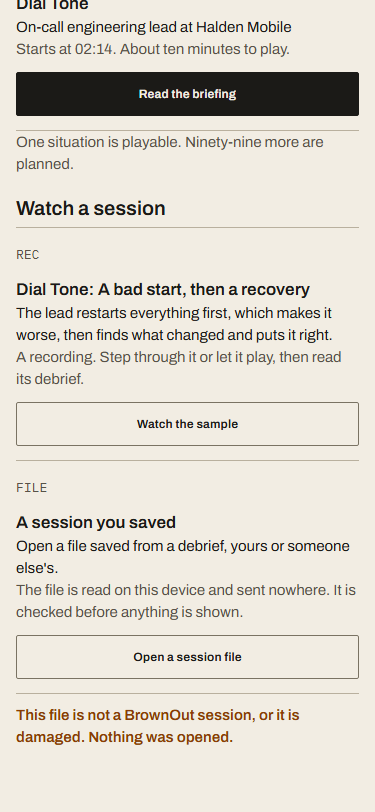 Dial Tone
On-call engineering lead at Halden Mobile
Starts at 02:14. About ten minutes to play.
Read the briefing
One situation is playable. Ninety-nine more are
planned.
Watch a session
REC
Dial Tone: A bad start, then a recovery
The lead restarts everything first, which makes it
worse, then finds what changed and puts it right.
A recording. Step through it or let it play, then read
its debrief.
Watch the sample
FILE
A session you saved
Open a file saved from a debrief, yours or someone
else's.
The file is read on this device and sent nowhere. It is
checked before anything is shown.
Open a session file
This file is not a BrownOut session, or it is
damaged. Nothing was opened.